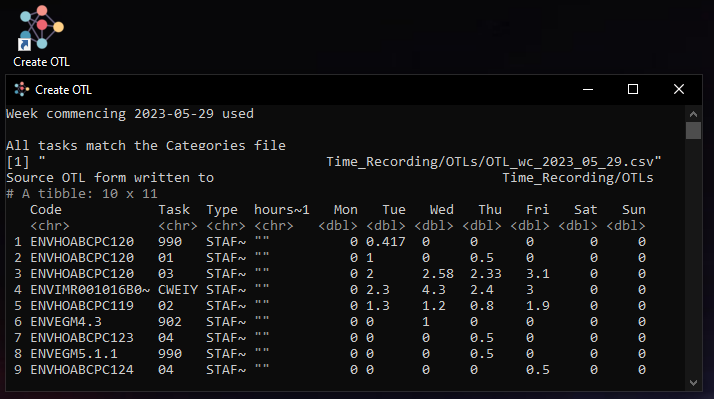 Create OTL
Create OTL
Week commencing 2023-05-29 used
All tasks match the Categories file
[1] " Time_Recording/OTLs/OTL_wc_2023_05_29.csv"
Source OTL form written to Time_Recording/OTLs
# A tibble: 10 x 11
Code Task Type hours~1 Mon Tue Wed Thu Fri Sat Sun
<chr> <chr> <chr> <chr> <dbl> <dbl> <dbl> <dbl> <dbl> <dbl> <dbl>
1 ENVHOABCPC120 990 STAF~ "" 0 0.417 0 0 0 0 0
2 ENVHOABCPC120 01 STAF~ "" 0 1 0 0.5 0 0 0
3 ENVHOABCPC120 03 STAF~ "" 0 2 2.58 2.33 3.1 0 0
4 ENVIMR001016B0~ CWEIY STAF~ "" 0 2.3 4.3 2.4 3 0 0
5 ENVHOABCPC119 02 STAF~ "" 0 1.3 1.2 0.8 1.9 0 0
6 ENVEGM4.3 902 STAF~ "" 0 0 1 0 0 0 0
7 ENVHOABCPC123 04 STAF~ "" 0 0 0 0.5 0 0 0
8 ENVEGM5.1.1 990 STAF~ "" 0 0 0 0.5 0 0 0
9 ENVHOABCPC124 04 STAF~ "" 0 0 0 0 0.5 0 0